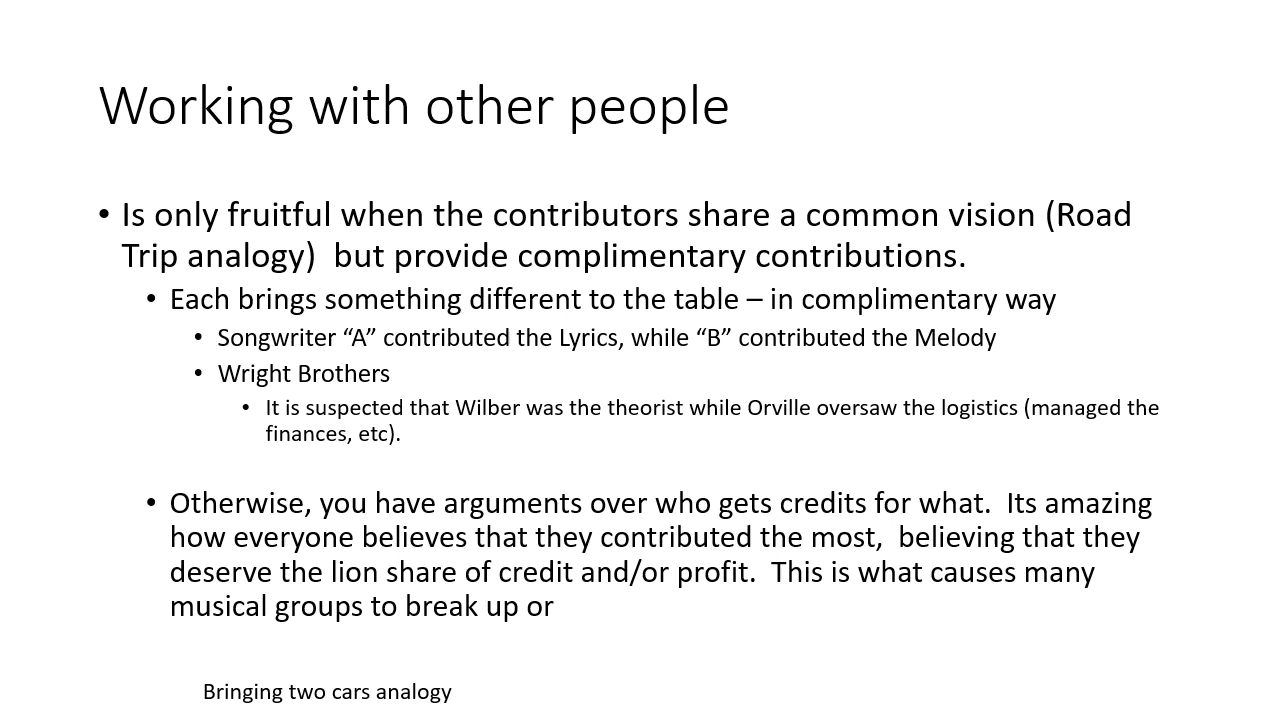 Working with other people
• Is only fruitful when the contributors share a common vision (Road
Trip analogy)  but provide complimentary contributions.
• Each brings something different to the table – in complimentary way
• Songwriter “A” contributed the Lyrics, while “B” contributed the Melody
• Wright Brothers
• It is suspected that Wilber was the theorist while Orville oversaw the logistics (managed the
finances, etc).
• Otherwise, you have arguments over who gets credits for what.  Its amazing
how everyone believes that they contributed the most,  believing that they
deserve the lion share of credit and/or profit.  This is what causes many
musical groups to break up or
Bringing two cars analogy